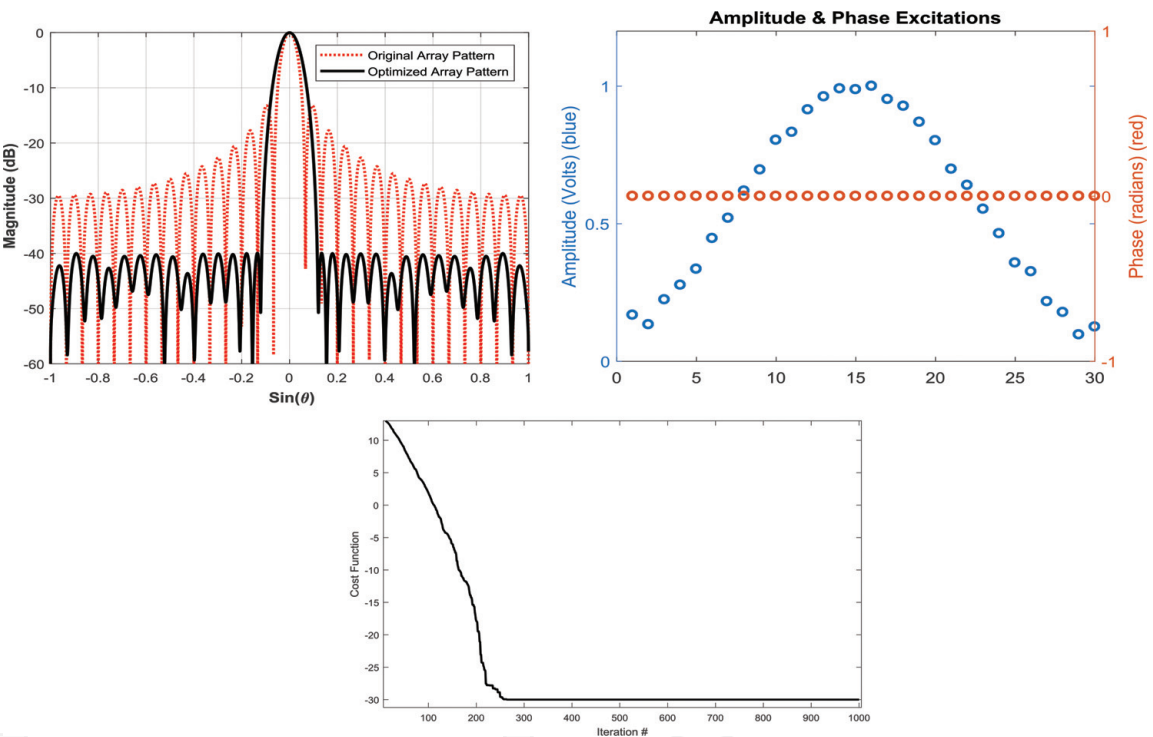 Amplitude & Phase Excitations
Original Array Pattern
Optimized Array Pattern
0
-10
-20
-30
-40
-50
-60
Magnitude (dB)
-1 -0.8 -0.6 -0.4 -0.2 0 0.2 0.4 0.6 0.8 1
Sin(θ)
1
0.5
0
Amplitude (Volts) (blue)
1
0
-1
Phase (radians) (red)
0 5 10 15 20 25 30
10
5
0
-5
-10
-15
-20
-25
-30
Cost Function
100 200 300 400 500 600 700 800 900 1000
Iteration #